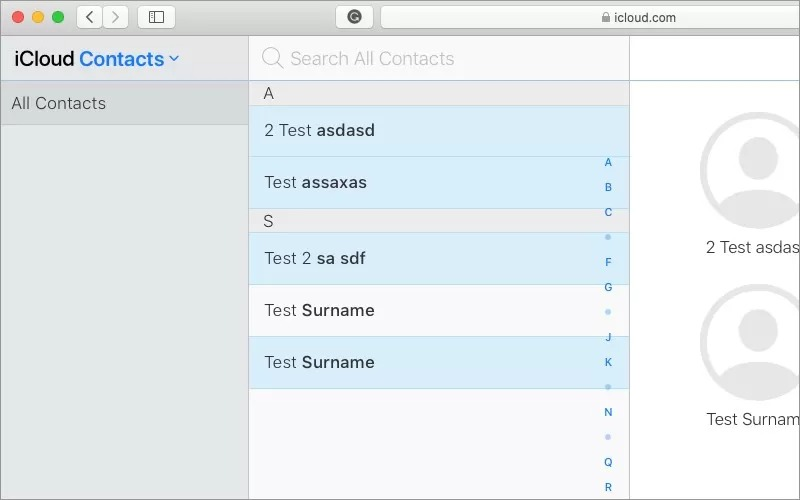 icloud.com
iCloud Contacts
Search All Contacts
All Contacts
A
2 Test asdasd
Test assaxas
S
Test 2 sa sdf
Test Surname
Test Surname
A
B
C
F
G
J
K
N
Q
R
2 Test asdas
Test Surnam